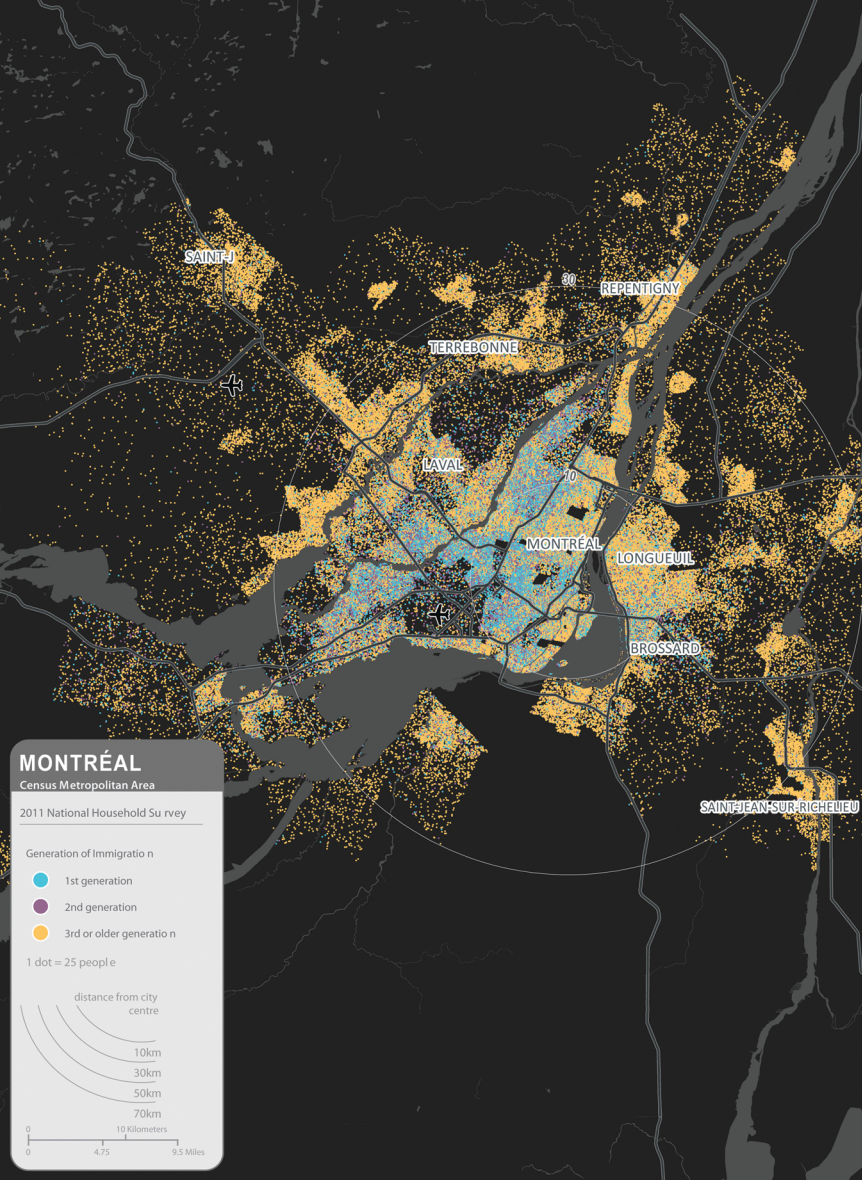 SAINT-J
30
REPENTIGNY
TERREBONNE
LAVAL
10
MONTRÉAL
LONGUEUIL
BROSSARD
SAINT-JEAN-SUR-RICHELIEU
MONTRÉAL
Census Metropolitan Area
2011 National Household Su rvey
Generation of Immigratio n
1st generation
2nd generation
3rd or older generatio n
1 dot = 25 peopl e
distance from city
centre
10km
30km
50km
70km
0 10 Kilometers
0 4.75 9.5 Miles